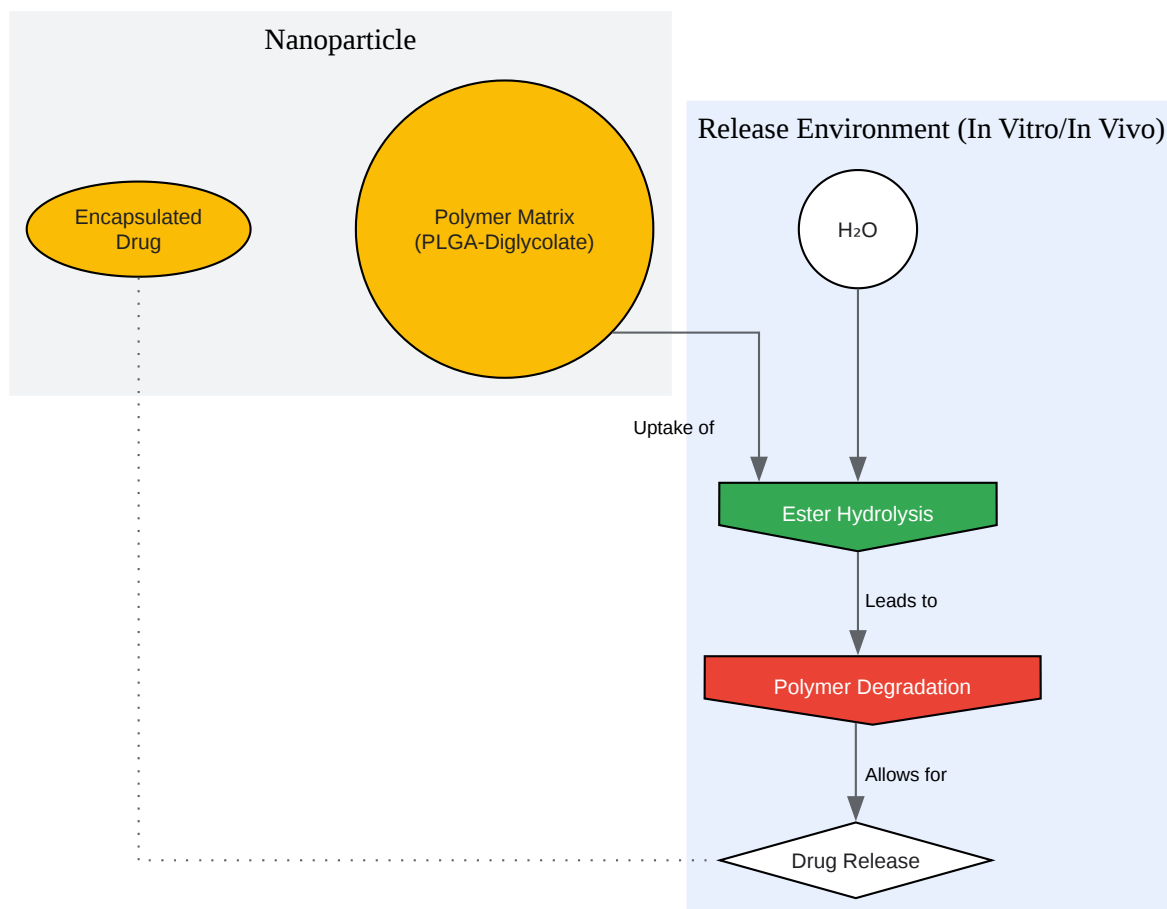 Nanoparticle
Encapsulated
Drug
Polymer Matrix
(PLGA-Diglycolate)
Release Environment (In Vitro/In Vivo)
H₂O
Uptake of
Ester Hydrolysis
Leads to
Polymer Degradation
Allows for
Drug Release